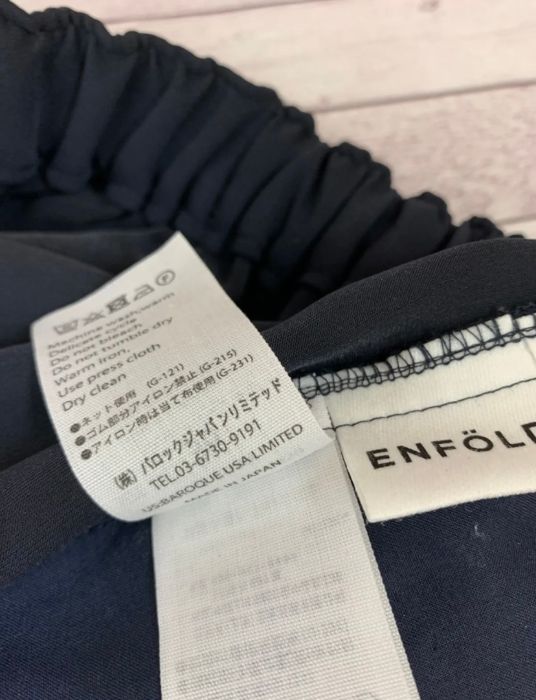 Machine wash,warm
Delicate cycle
Do not bleach
Do not tumble dry
Warm iron.
Use press cloth
Dry clean
●ネット使用 (G-121)
●ゴム部分アイロン禁止 (G-215)
●アイロン時は当て布使用 (G-231)
(株) バロックジャパンリミテッド
TEL.03-6730-9191
US:BAROQUE USA LIMITED
MADE IN JAPAN
ENFÖLD